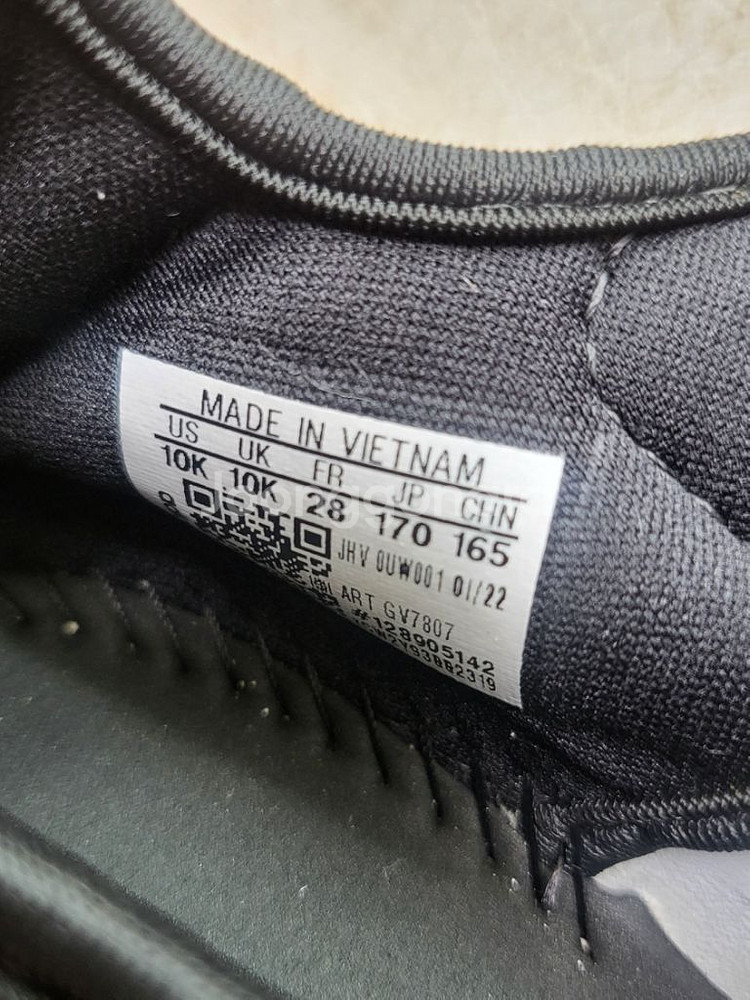 MADE IN VIETNAM
US UK FR JP CHN
10K 10K 28 170 165
JHV 0UW001 01/22
ART GV7807
#128905142